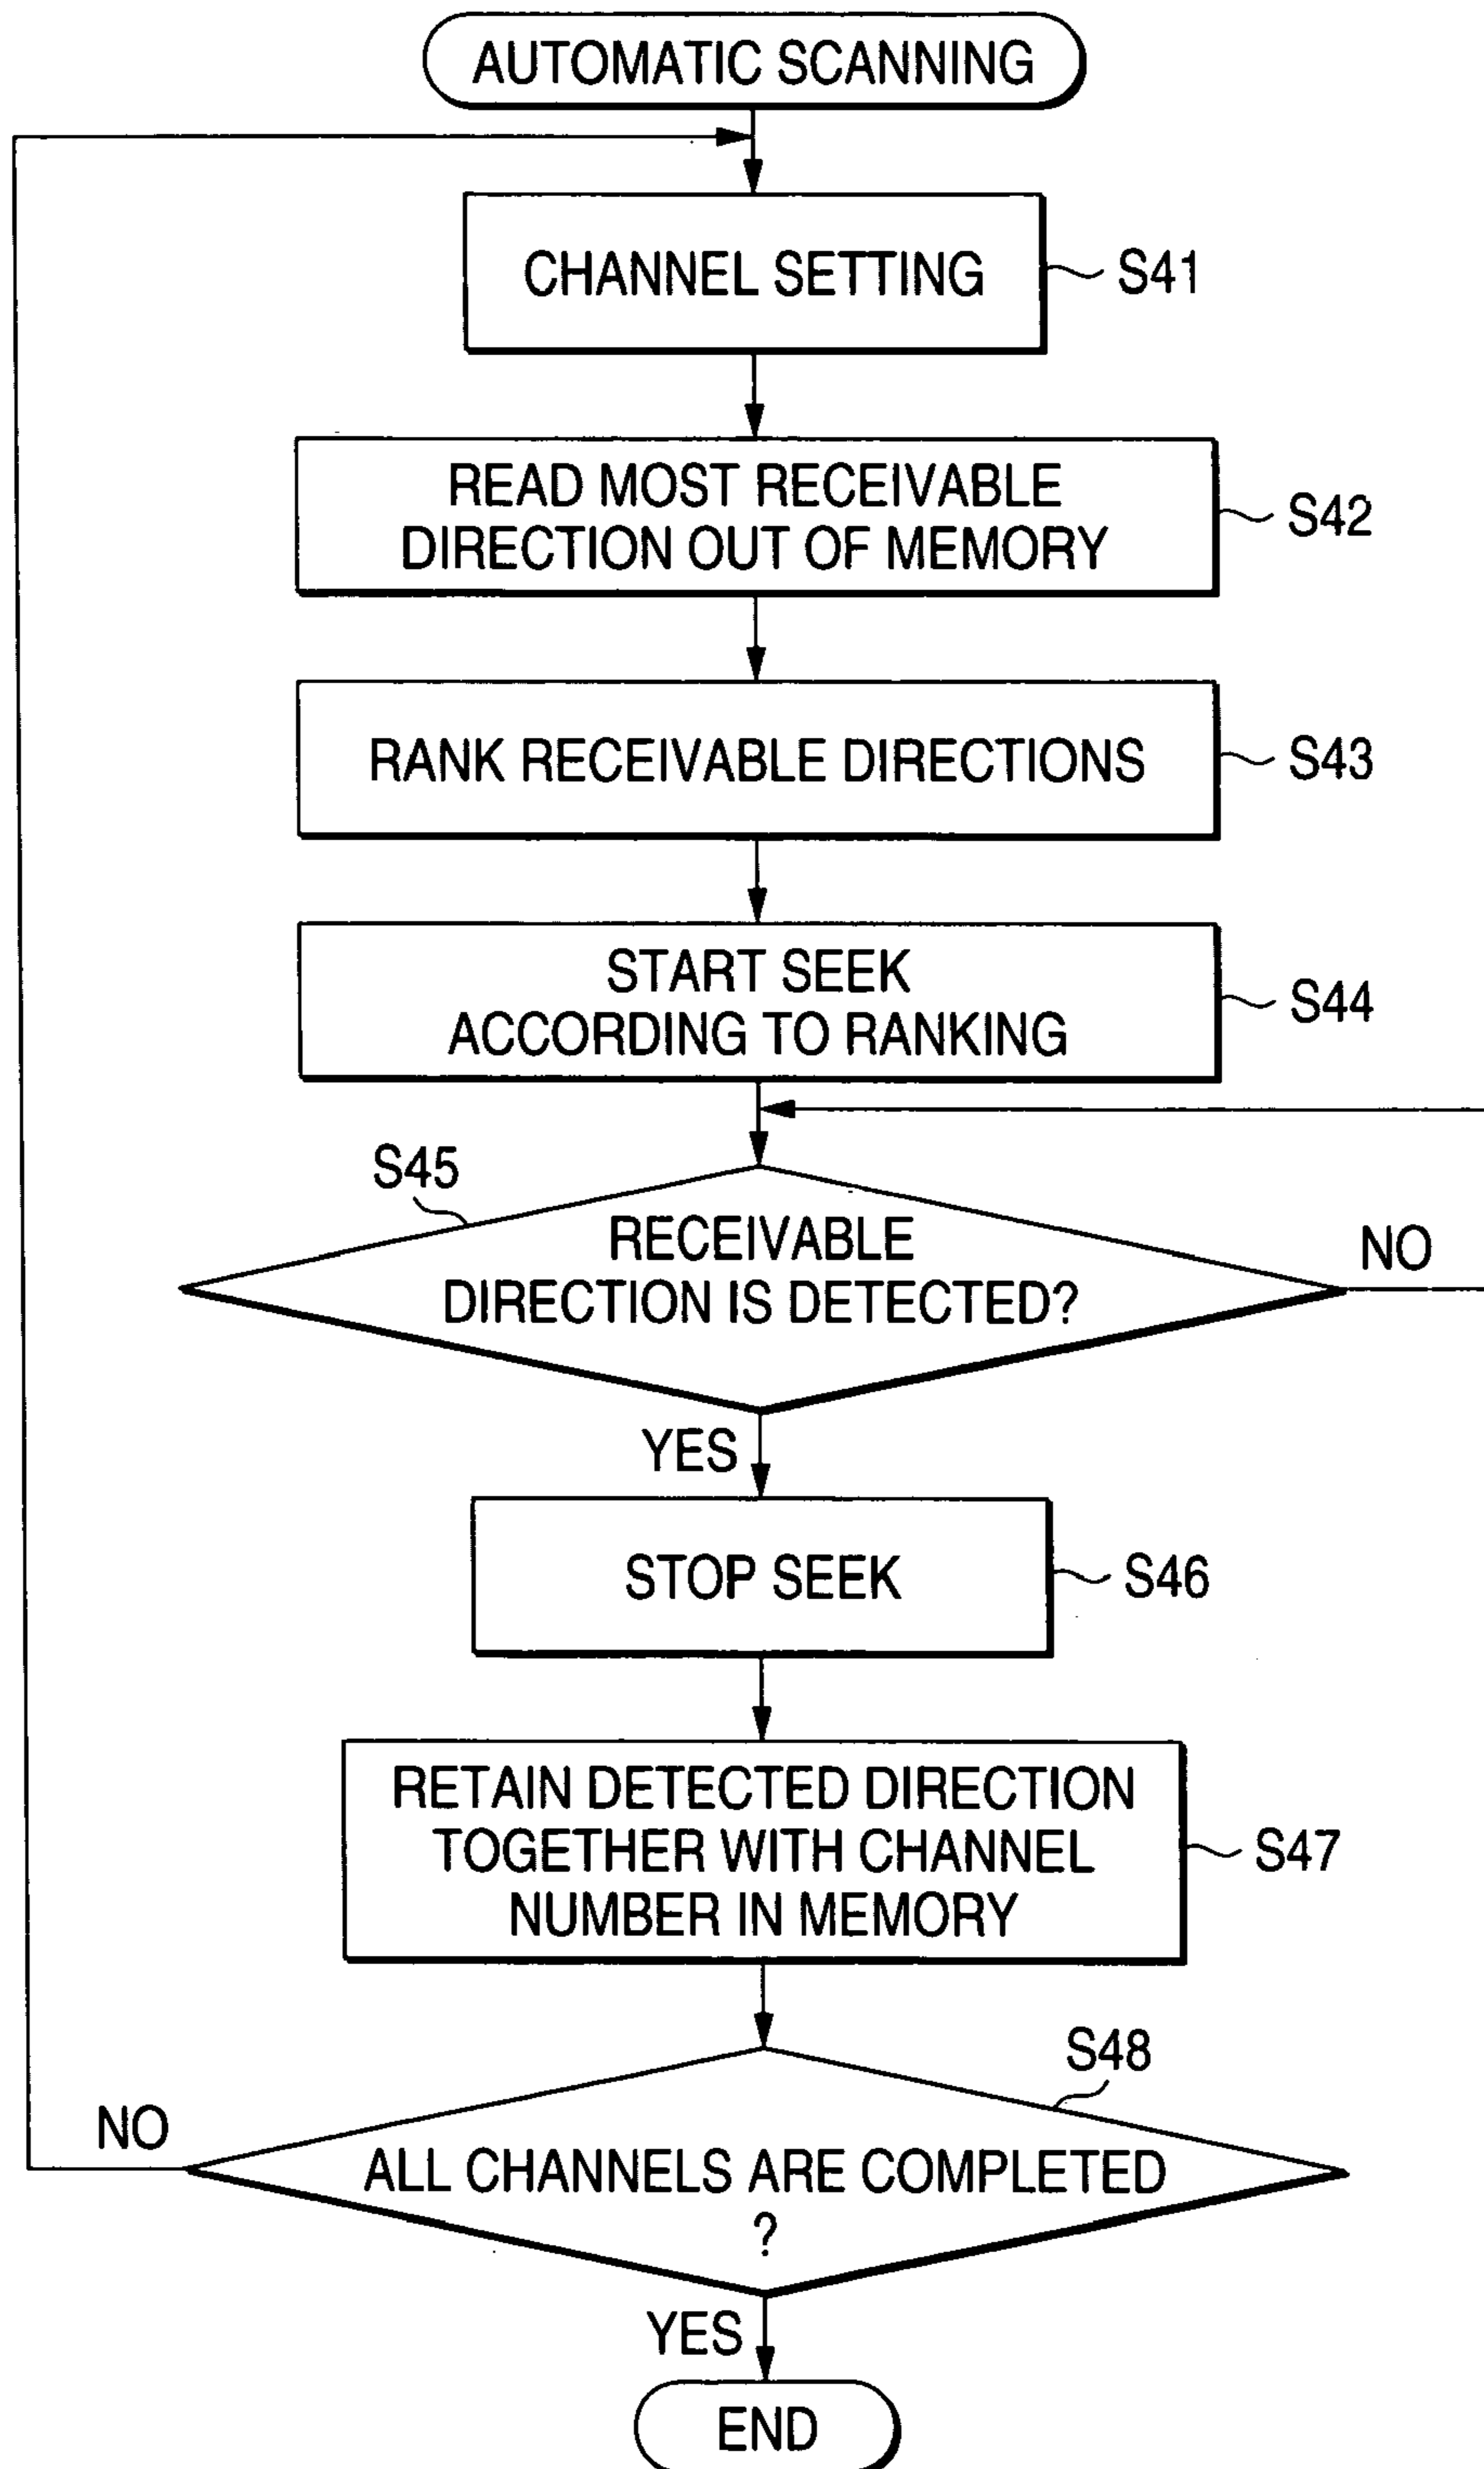 AUTOMATIC SCANNING
CHANNEL SETTING
S41
READ MOST RECEIVABLE
DIRECTION OUT OF MEMORY
S42
RANK RECEIVABLE DIRECTIONS
S43
START SEEK
ACCORDING TO RANKING
S44
S45
RECEIVABLE
DIRECTION IS DETECTED?
NO
YES
STOP SEEK
S46
RETAIN DETECTED DIRECTION
TOGETHER WITH CHANNEL
NUMBER IN MEMORY
S47
S48
NO
ALL CHANNELS ARE COMPLETED
?
YES
END